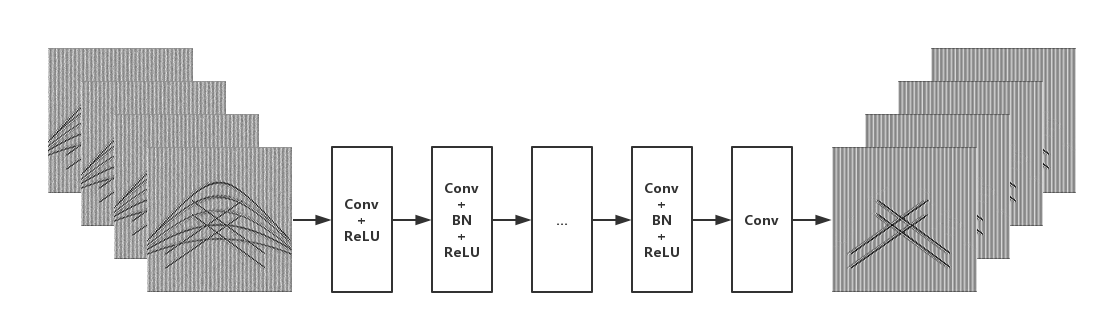 Conv
+
ReLU
Conv
+
BN
+
ReLU
...
Conv
+
BN
+
ReLU
Conv